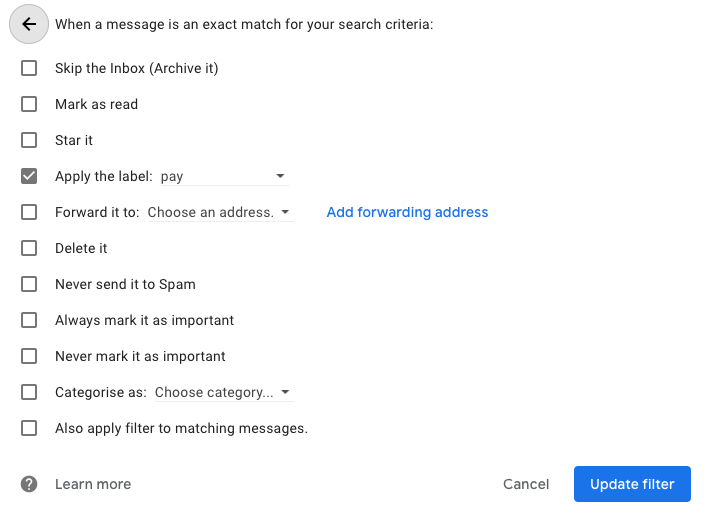 When a message is an exact match for your search criteria:
Skip the Inbox (Archive it)
Mark as read
Star it
Apply the label: pay
Forward it to: Choose an address. Add forwarding address
Delete it
Never send it to Spam
Always mark it as important
Never mark it as important
Categorise as: Choose category...
Also apply filter to matching messages.
? Learn more Cancel Update filter